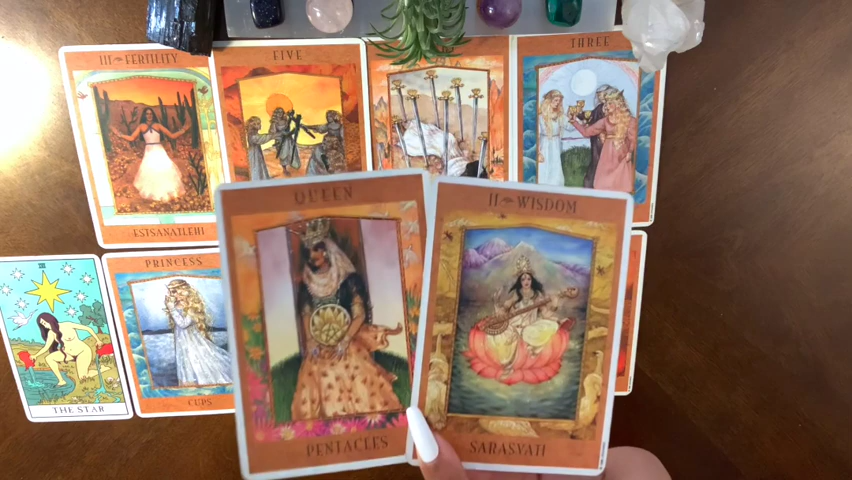 III FERTILITY
ESTSANATLEHI
FIVE
THREE
THE STAR
PRINCESS
CUPS
QUEEN
PENTACLES
II WISDOM
SARASVATI